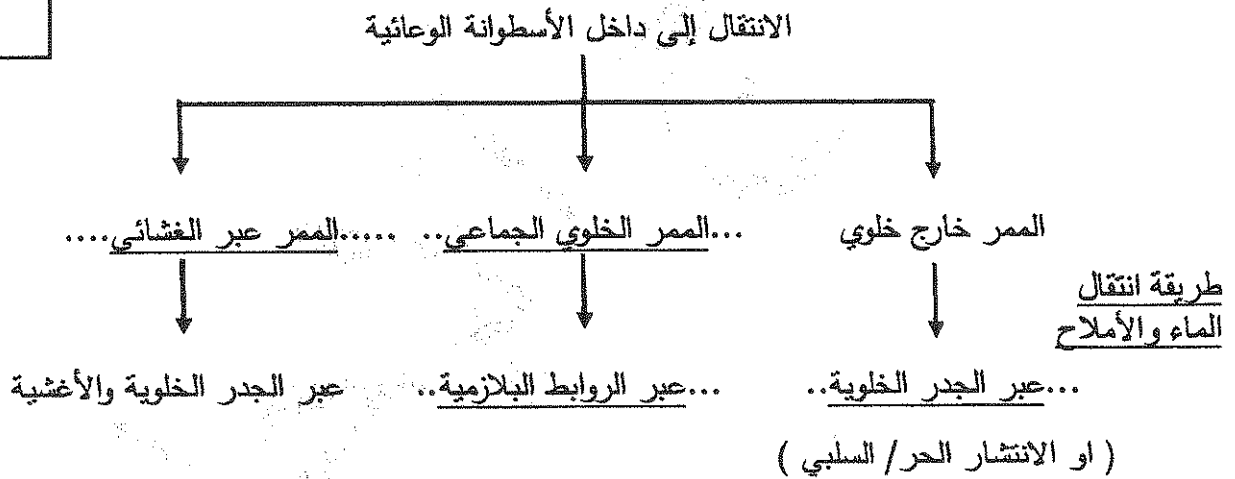 الانتقال إلى داخل الأسطوانة الوعائية
الممر خارج خلوي ...الممر الخلوي الجماعي.. .....الممر عبر الغشائي....
طريقة انتقال
الماء والأملاح
...عبر الجدر الخلوية.. ...عبر الروابط البلازمية.. عبر الجدر الخلوية والأغشية
( او الانتشار الحر/ السلبي )